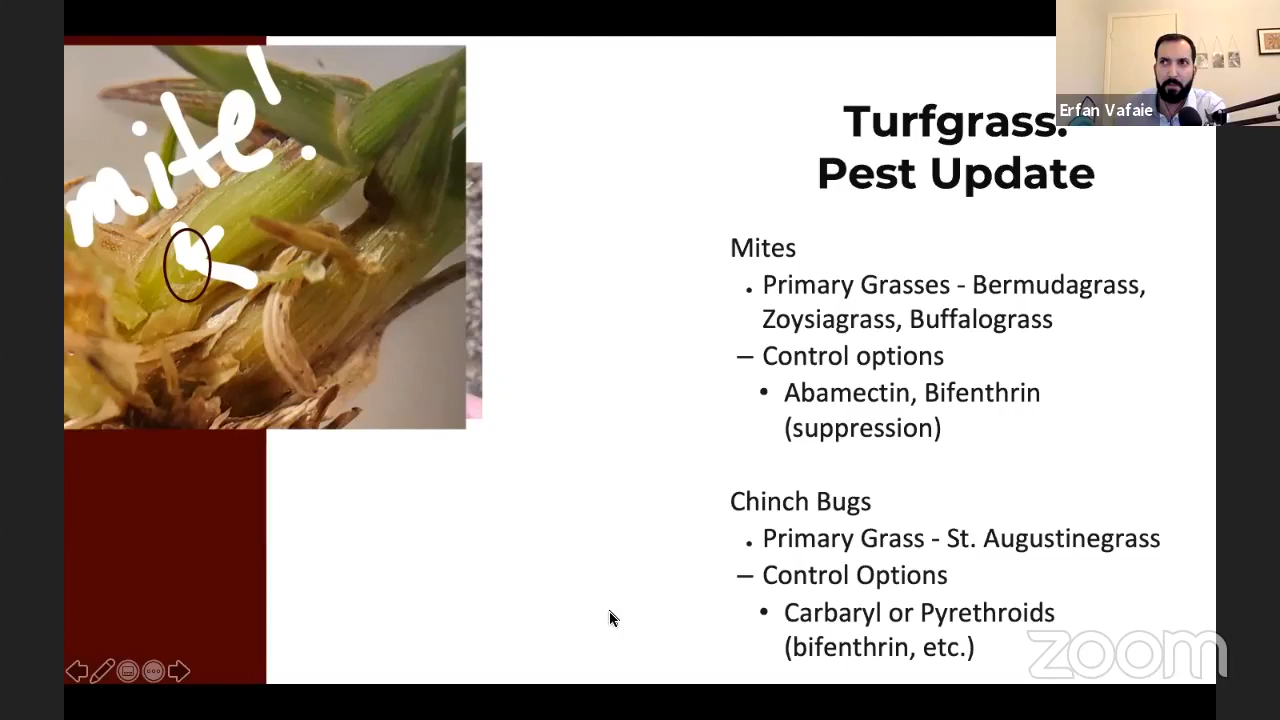 mite!
Turfgrass:
Pest Update
Erfan Vafaie
Mites
• Primary Grasses - Bermudagrass,
Zoysiagrass, Buffalograss
– Control options
• Abamectin, Bifenthrin
(suppression)
Chinch Bugs
• Primary Grass - St. Augustinegrass
– Control Options
• Carbaryl or Pyrethroids
(bifenthrin, etc.)
zoom